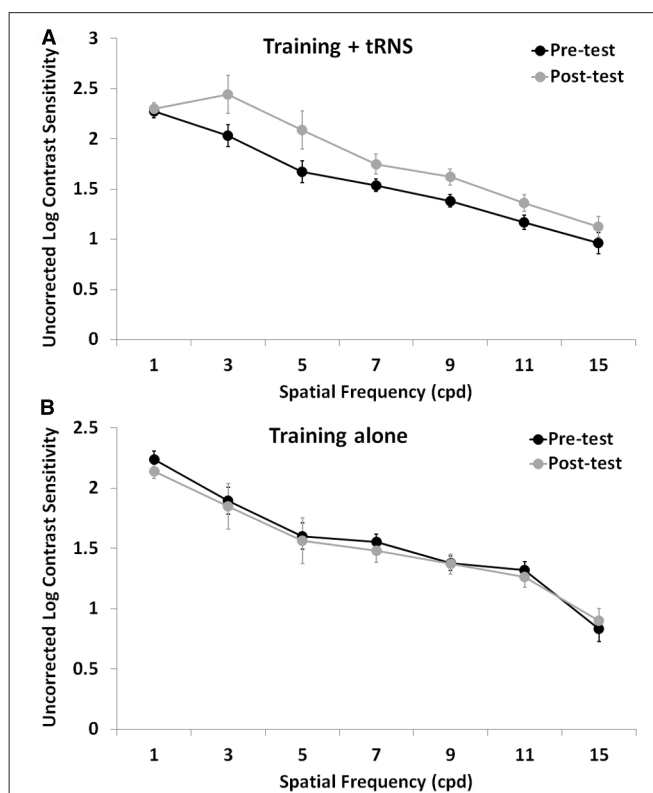 A
Training + tRNS
Pre-test
Post-test
Uncorrected Log Contrast Sensitivity
3
2.5
2
1.5
1
0.5
0
1 3 5 7 9 11 15
Spatial Frequency (cpd)
B
Training alone
Pre-test
Post-test
Uncorrected Log Contrast Sensitivity
2.5
2
1.5
1
0.5
0
1 3 5 7 9 11 15
Spatial Frequency (cpd)